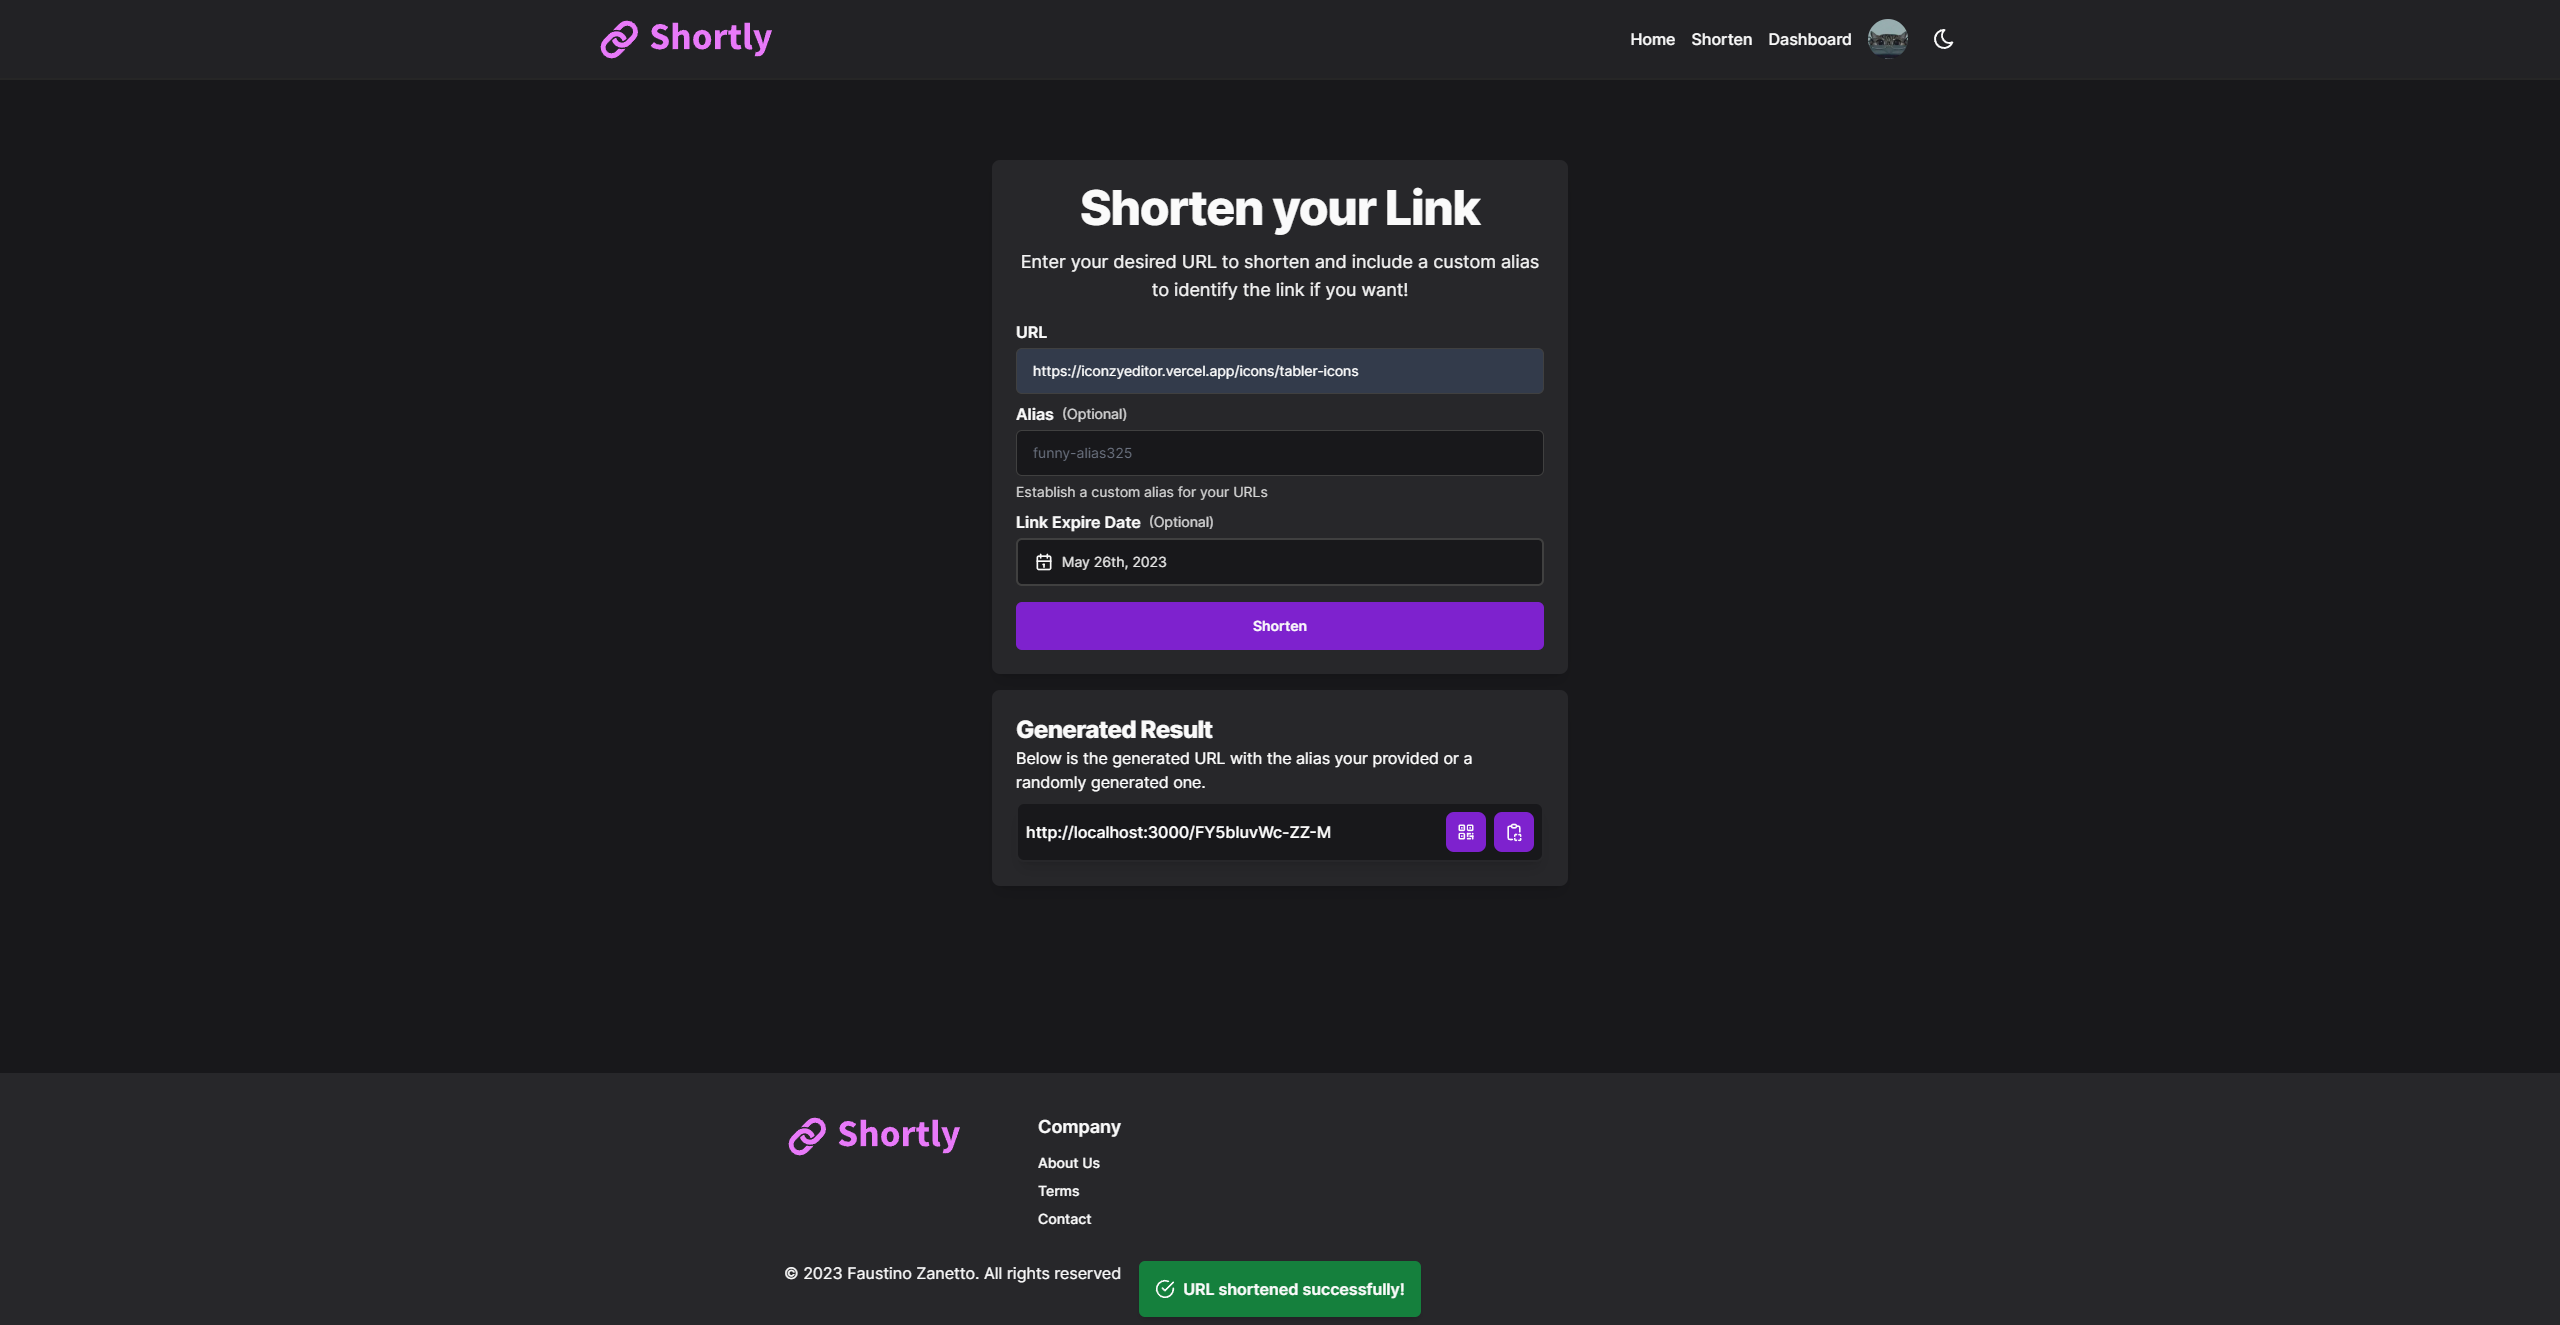 Shortly
Home Shorten Dashboard
Shorten your Link
Enter your desired URL to shorten and include a custom alias
to identify the link if you want!
URL
https://iconzyeditor.vercel.app/icons/tabler-icons
Alias (Optional)
funny-alias325
Establish a custom alias for your URLs
Link Expire Date (Optional)
May 26th, 2023
Shorten
Generated Result
Below is the generated URL with the alias your provided or a
randomly generated one.
http://localhost:3000/FY5bluvWc-ZZ-M
Shortly
Company
About Us
Terms
Contact
© 2023 Faustino Zanetto. All rights reserved
URL shortened successfully!